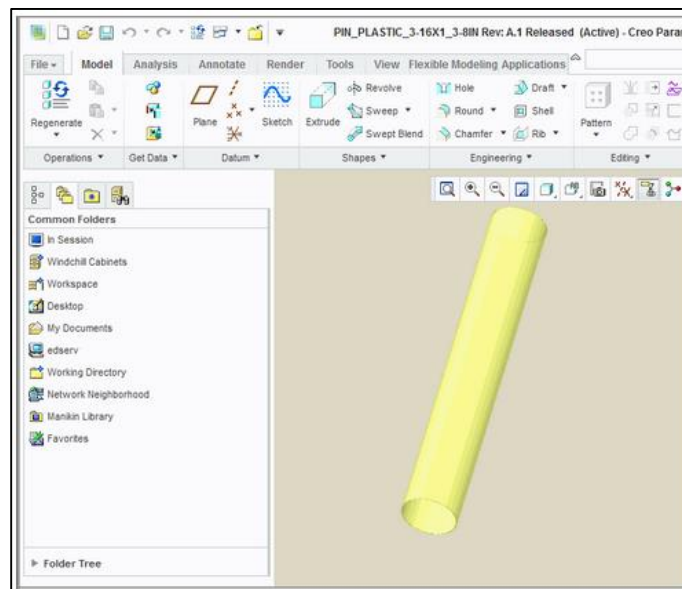 PIN_PLASTIC_3-16X1_3-8IN Rev: A.1 Released (Active) - Creo Parar
File Model Analysis Annotate Render Tools View Flexible Modeling Applications
Regenerate
Plane
Sketch
Extrude
Revolve
Sweep
Swept Blend
Hole
Round
Chamfer
Draft
Shell
Rib
Pattern
Operations Get Data Datum Shapes Engineering Editing
Common Folders
In Session
Windchill Cabinets
Workspace
Desktop
My Documents
edserv
Working Directory
Network Neighborhood
Manikin Library
Favorites
Folder Tree